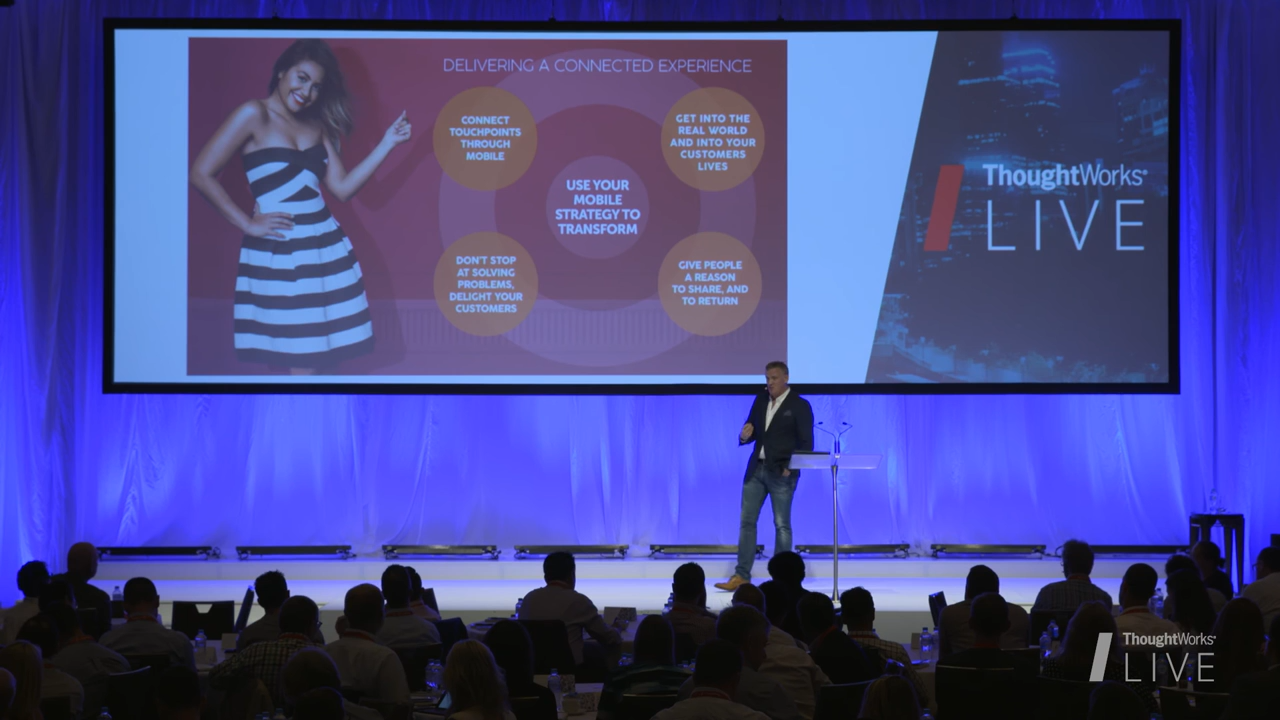 DELIVERING A CONNECTED EXPERIENCE
CONNECT
TOUCHPOINTS
THROUGH
MOBILE
GET INTO THE
REAL WORLD
AND INTO YOUR
CUSTOMERS
LIVES
USE YOUR
MOBILE
STRATEGY TO
TRANSFORM
DON'T STOP
AT SOLVING
PROBLEMS,
DELIGHT YOUR
CUSTOMERS
GIVE PEOPLE
A REASON
TO SHARE, AND
TO RETURN
ThoughtWorks®
LIVE
ThoughtWorks®
LIVE